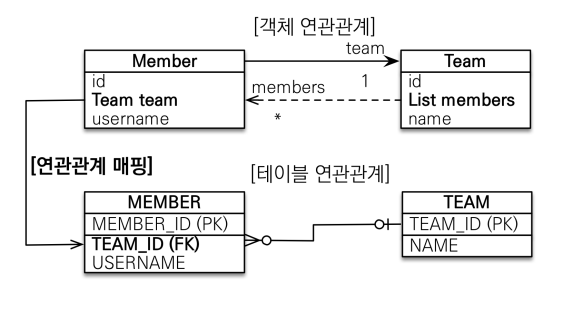 [객체 연관관계]
team
Member
id
Team team
username
members
1
*
Team
id
List members
name
[연관관계 매핑]
[테이블 연관관계]
MEMBER
MEMBER_ID (PK)
TEAM_ID (FK)
USERNAME
TEAM
TEAM_ID (PK)
NAME